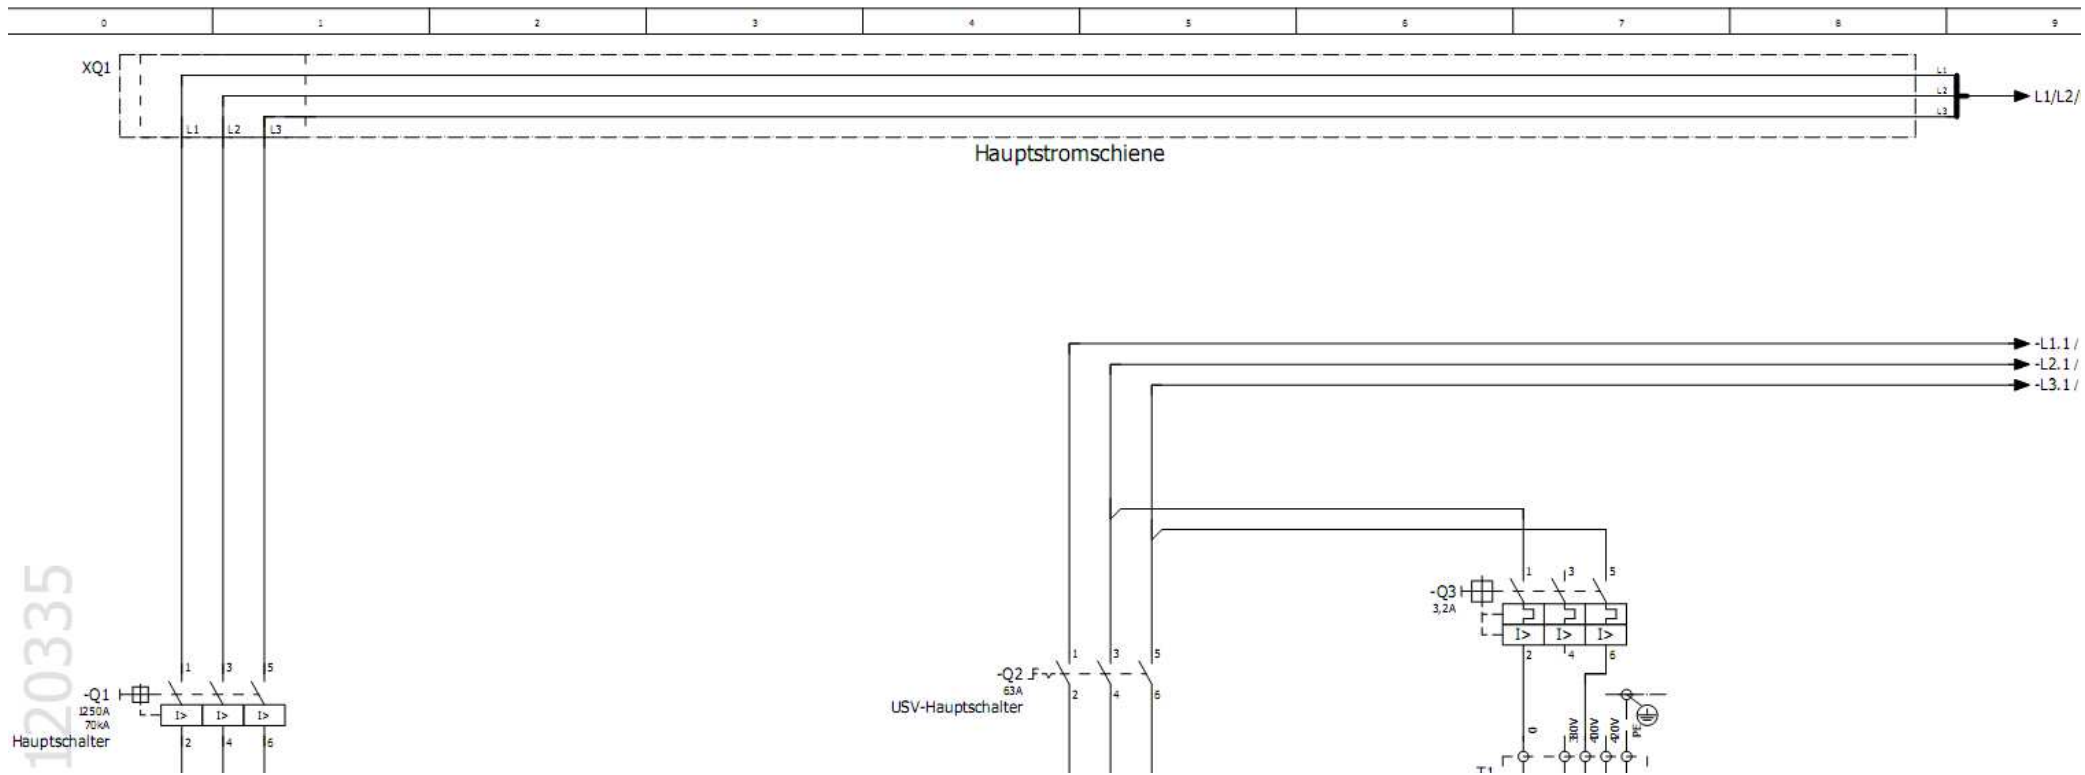 0 1 2 3 4 5 6 7 8 9
XQ1
L1
L2
L3
L1/L2/
L1 L2 L3
Hauptstromschiene
-L1.1 /
-L2.1 /
-L3.1 /
120335
1 3 5
-Q3
3,2A
I> I> I>
2 4 6
1 3 5
-Q2
63A
2 4 6
USV-Hauptschalter
1 3 5
-Q1
1250A
70kA
I> I> I>
Hauptschalter
2 4 6
0 380V 400V 420V PE
T1